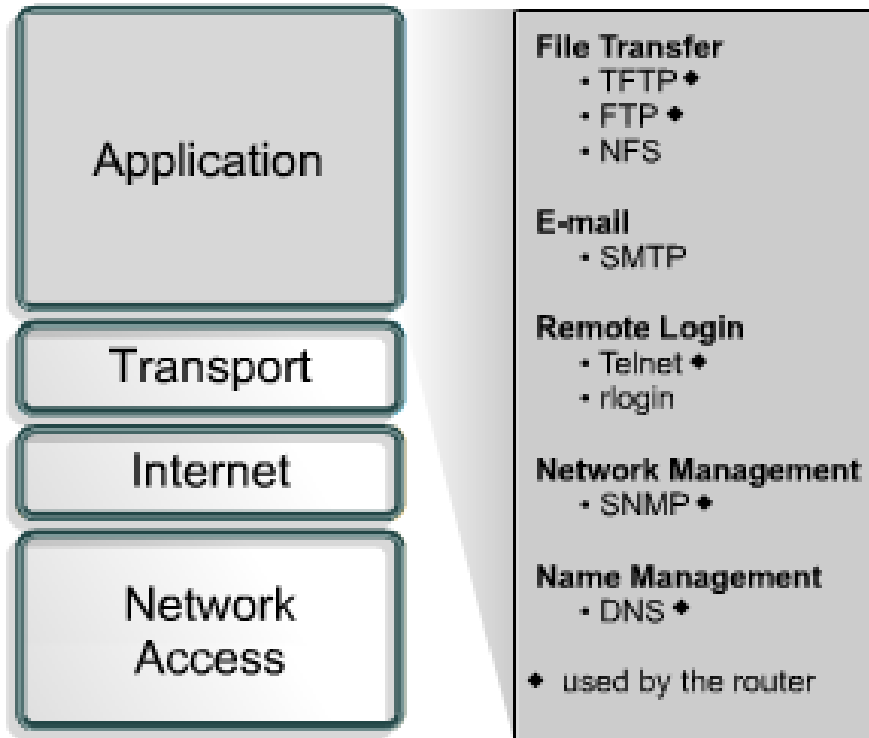 Application
Transport
Internet
Network
Access
File Transfer
• TFTP ◆
• FTP ◆
• NFS
E-mail
• SMTP
Remote Login
• Telnet ◆
• rlogin
Network Management
• SNMP ◆
Name Management
• DNS ◆
◆ used by the router